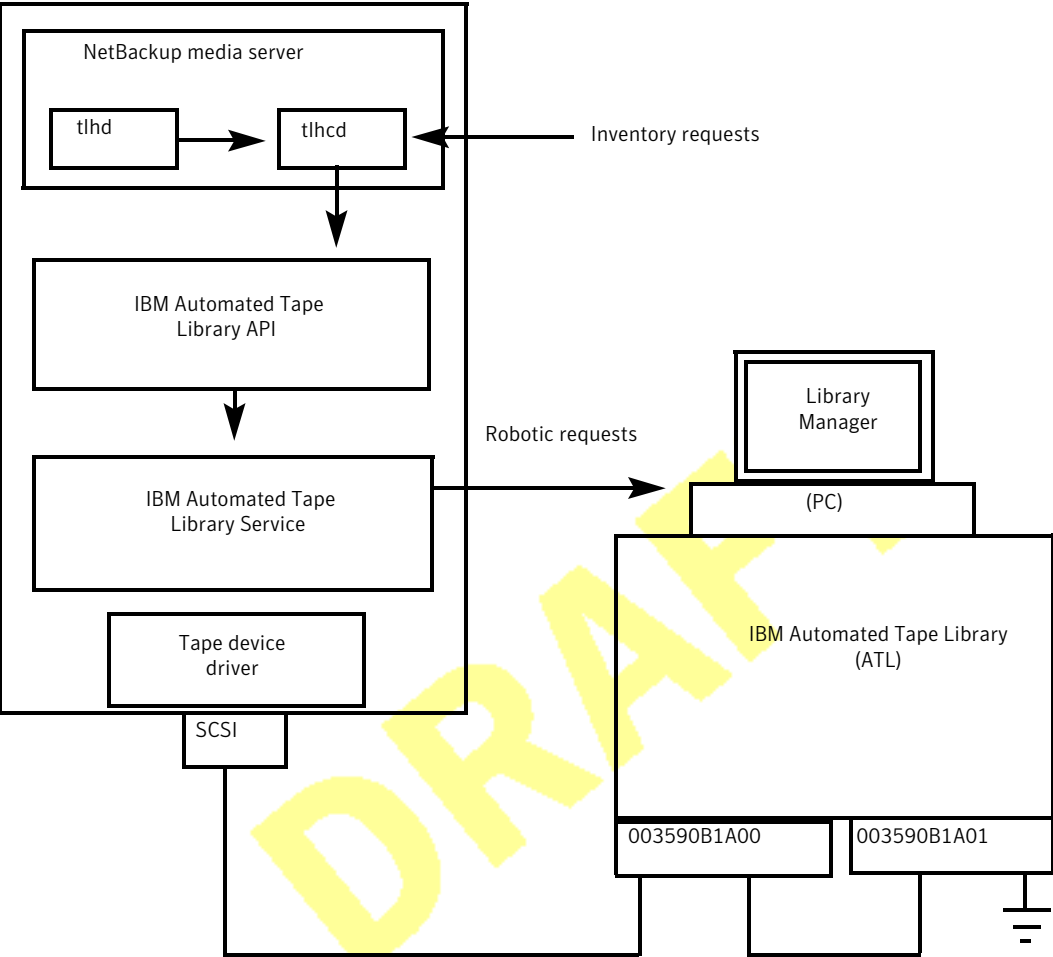 NetBackup media server
tlhd
tlhcd
Inventory requests
IBM Automated Tape
Library API
Robotic requests
IBM Automated Tape
Library Service
Library
Manager
(PC)
Tape device
driver
IBM Automated Tape Library
(ATL)
SCSI
003590B1A00
003590B1A01
DRAFT